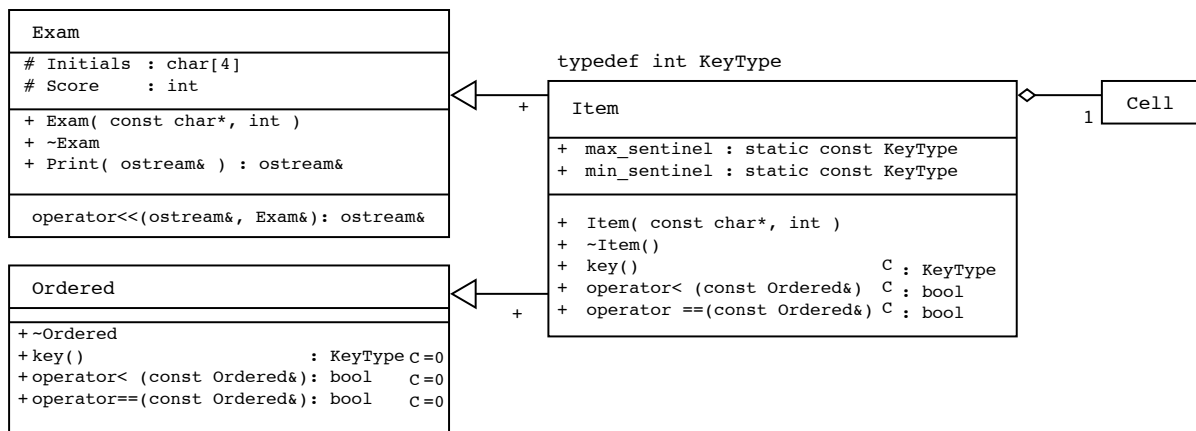 Exam
# Initials : char[4]
# Score : int
+ Exam( const char*, int )
+ ~Exam
+ Print( ostream& ) : ostream&
operator<<(ostream&, Exam&): ostream&
Ordered
+ ~Ordered
+ key() : KeyType C =0
+ operator< (const Ordered&): bool C =0
+ operator==(const Ordered&): bool C =0
+
+
typedef int KeyType
Item
+ max_sentinel : static const KeyType
+ min_sentinel : static const KeyType
+ Item( const char*, int )
+ ~Item()
+ key() C : KeyType
+ operator< (const Ordered&) C : bool
+ operator ==(const Ordered&) C : bool
1
Cell